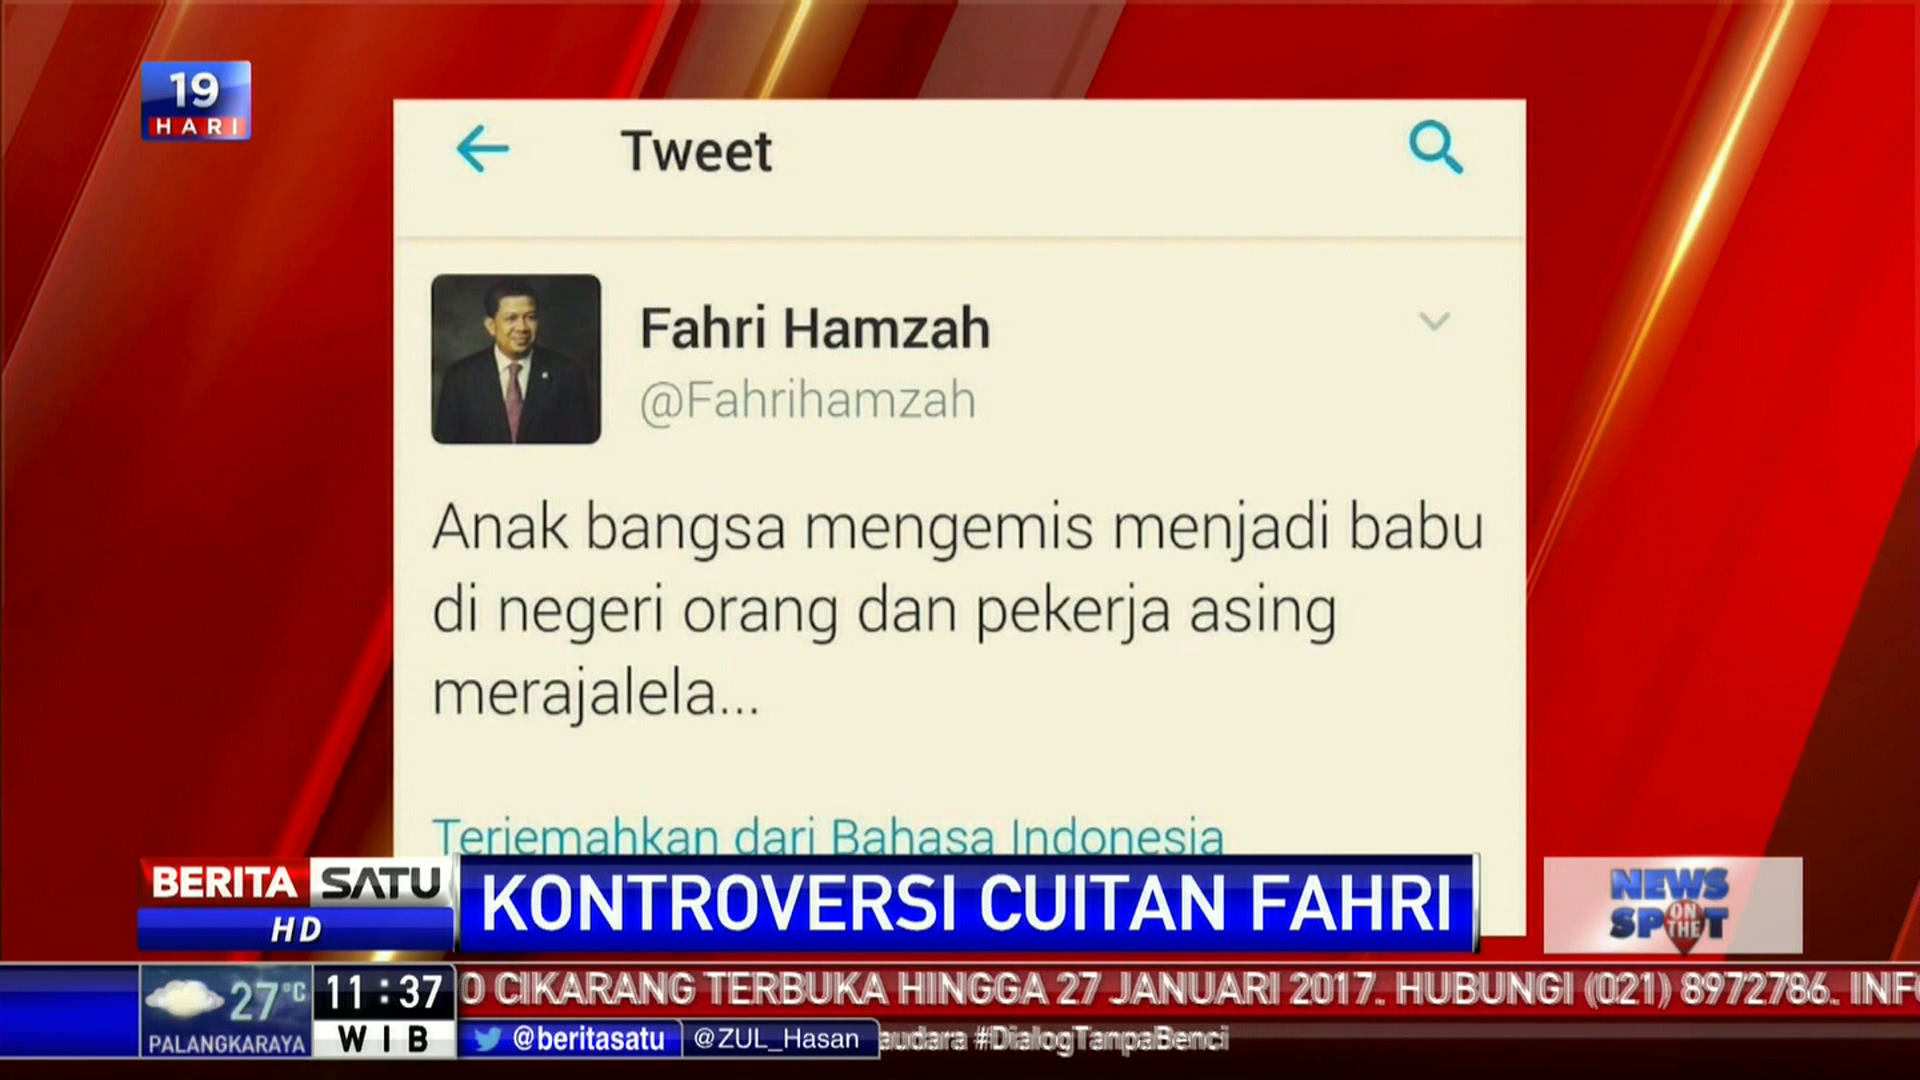 19
HARI
Tweet
Fahri Hamzah
@Fahrihamzah
Anak bangsa mengemis menjadi babu
di negeri orang dan pekerja asing
merajalela...
Terjemahkan dari Bahasa Indonesia
BERITA SATU
HD
KONTROVERSI CUITAN FAHRI
NEWS
ON THE
SPOT
27°C
PALANGKARAYA
11:37
WIB
O CIKARANG TERBUKA HINGGA 27 JANUARI 2017. HUBUNGI (021) 8972786. INF
@beritasatu
@ZUL_Hasan
audara #DialogTanpaBenci